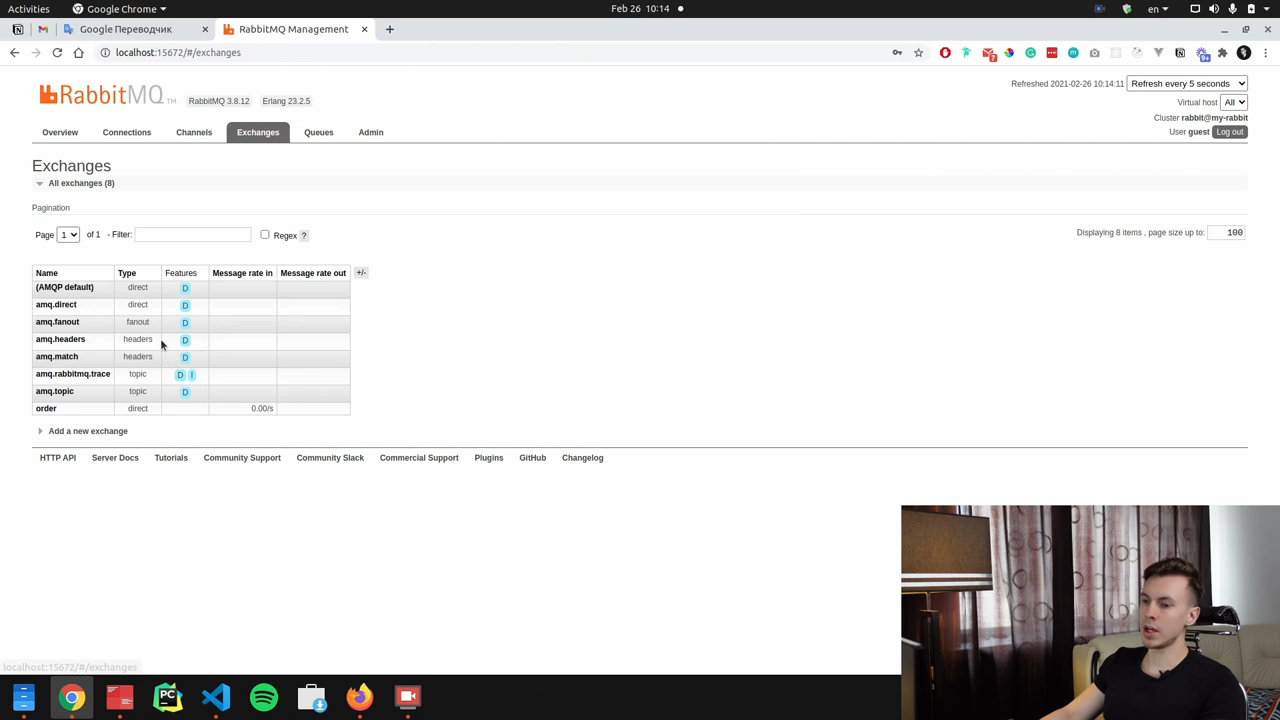 Activities Google Chrome Feb 26 10:14 en
Google Переводчик RabbitMQ Management
localhost:15672/#/exchanges
7 9+
RabbitMQ TM RabbitMQ 3.8.12 Erlang 23.2.5
Refreshed 2021-02-26 10:14:11 Refresh every 5 seconds
Virtual host All
Cluster rabbit@my-rabbit
User guest Log out
Overview Connections Channels Exchanges Queues Admin
Exchanges
All exchanges (8)
Pagination
Page 1 of 1 - Filter: Regex ? Displaying 8 items , page size up to: 100
Name Type Features Message rate in Message rate out +/-
(AMQP default) direct D
amq.direct direct D
amq.fanout fanout D
amq.headers headers D
amq.match headers D
amq.rabbitmq.trace topic D I
amq.topic topic D
order direct 0.00/s
Add a new exchange
HTTP API Server Docs Tutorials Community Support Community Slack Commercial Support Plugins GitHub Changelog
localhost:15672/#/exchanges
PC